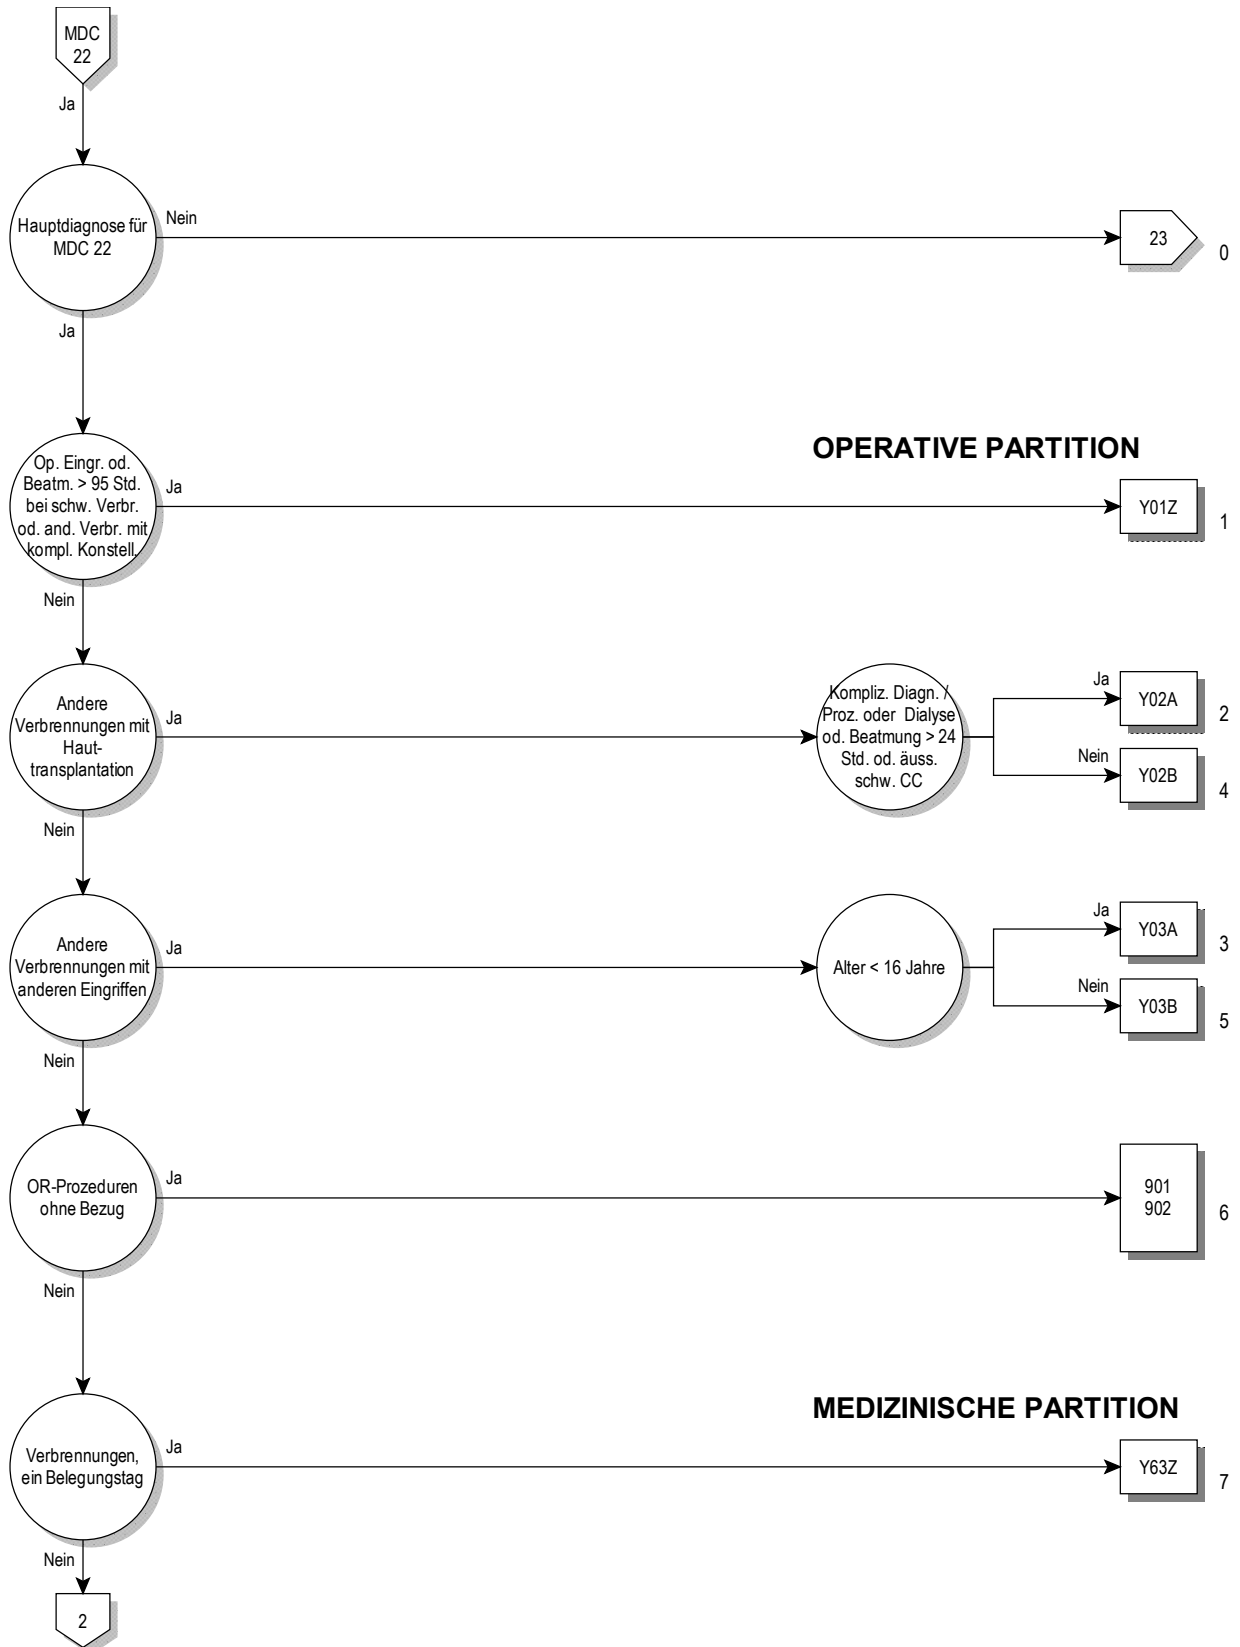 MDC
22
Ja
Hauptdiagnose für
MDC 22
Nein
23
0
Ja
OPERATIVE PARTITION
Op. Eingr. od.
Beatm. > 95 Std.
bei schw. Verbr.
od. and. Verbr. mit
kompl. Konstell.
Ja
Y01Z
1
Nein
Andere
Verbrennungen mit
Haut-
transplantation
Ja
Kompliz. Diagn. /
Proz. oder Dialyse
od. Beatmung > 24
Std. od. äuss.
schw. CC
Ja
Y02A
2
Nein
Y02B
4
Nein
Andere
Verbrennungen mit
anderen Eingriffen
Ja
Alter < 16 Jahre
Ja
Y03A
3
Nein
Y03B
5
Nein
OR-Prozeduren
ohne Bezug
Ja
901
902
6
Nein
MEDIZINISCHE PARTITION
Verbrennungen,
ein Belegungstag
Ja
Y63Z
7
Nein
2